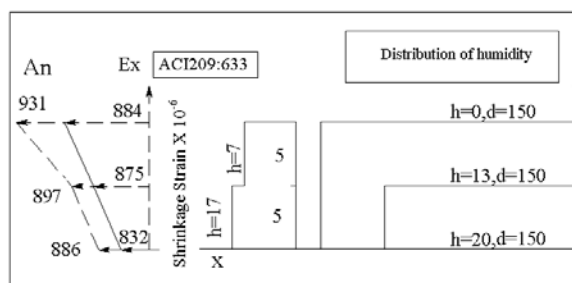 An
Ex
ACI209:633
Distribution of humidity
931
884
h=0,d=150
h=7
5
875
h=13,d=150
897
h=17
5
832
886
h=20,d=150
Shrinkage Strain X 10-6
X